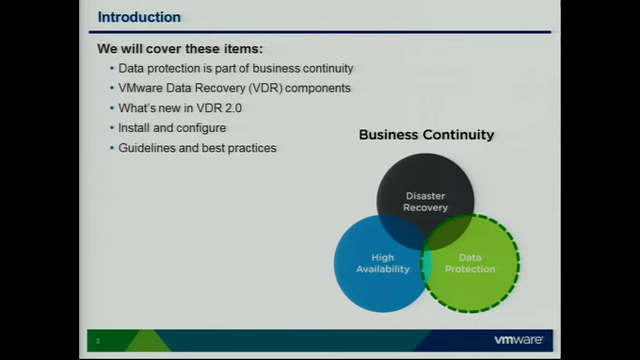 Introduction
We will cover these items:
• Data protection is part of business continuity
• VMware Data Recovery (VDR) components
• What's new in VDR 2.0
• Install and configure
• Guidelines and best practices
Business Continuity
Disaster
Recovery
High
Availability
Data
Protection
3
vmware